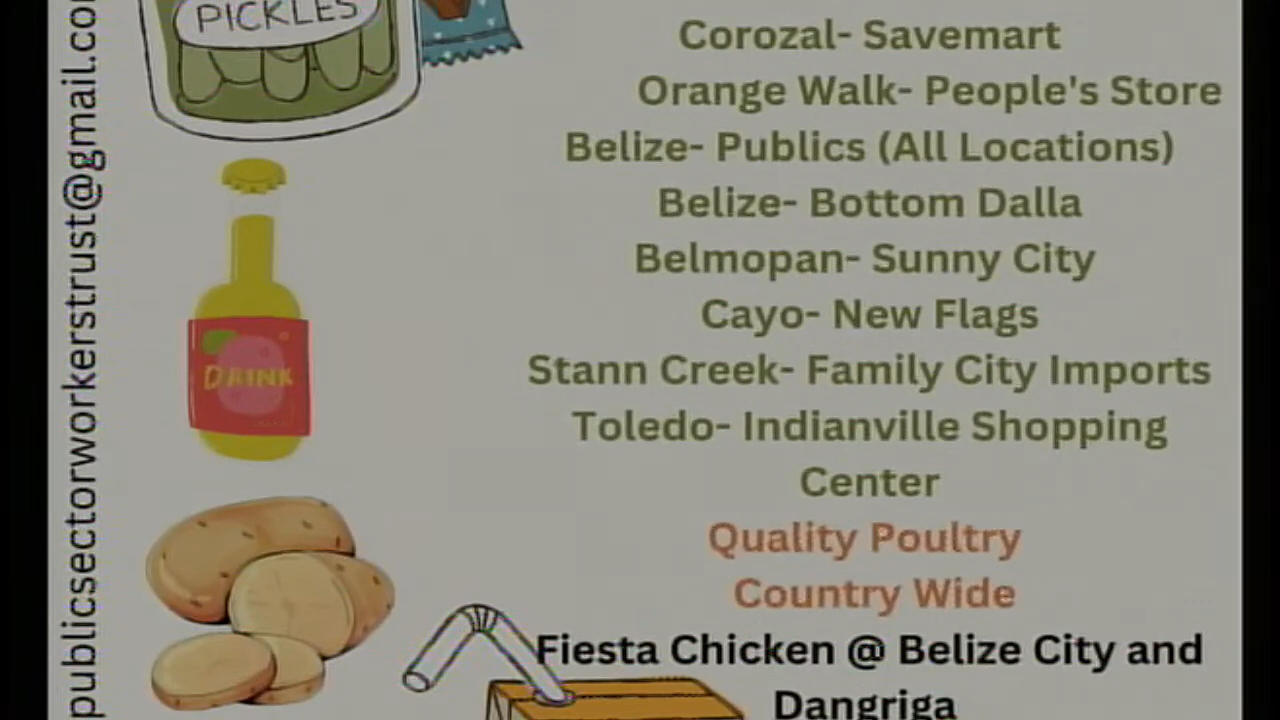 publicsectorworkerstrust@gmail.co
PICKLES
DRINK
Corozal- Savemart
Orange Walk- People's Store
Belize- Publics (All Locations)
Belize- Bottom Dalla
Belmopan- Sunny City
Cayo- New Flags
Stann Creek- Family City Imports
Toledo- Indianville Shopping
Center
Quality Poultry
Country Wide
Fiesta Chicken @ Belize City and
Dangriga